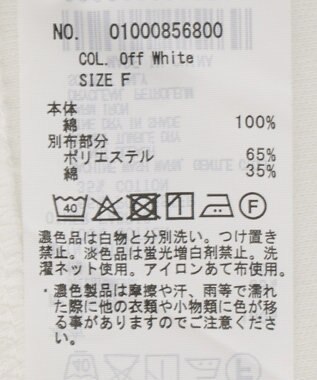 NO. 01000856800
COL. Off White
SIZE F
本体
綿 100%
別布部分
ポリエステル 65%
綿 35%
40 F
濃色品は白物と分別洗い。つけ置き
禁止。淡色品は蛍光増白剤禁止。洗
濯ネット使用。アイロンあて布使用。
・濃色製品は摩擦や汗、雨等で濡れ
た際に他の衣類や小物類に色が移
る事がありますのでご注意くださ
い。